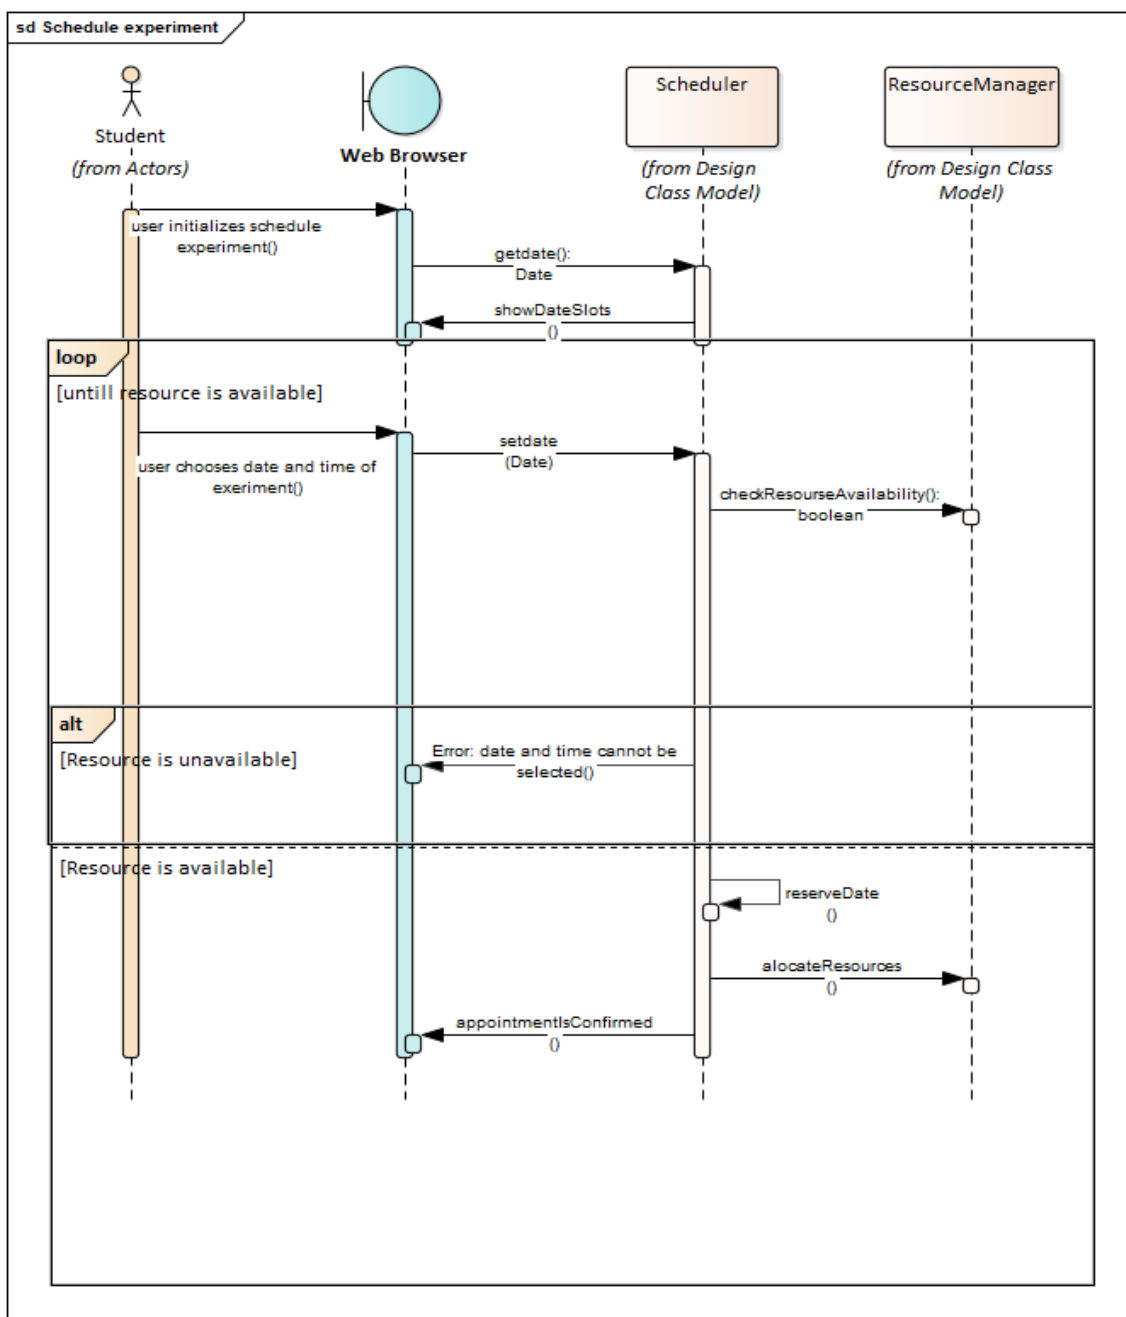 sd Schedule experiment
Student
(from Actors)
Web Browser
Scheduler
(from Design
Class Model)
ResourceManager
(from Design Class
Model)
user initializes schedule
experiment()
getdate():
Date
showDateSlots
()
loop
[untill resource is available]
user chooses date and time of
exeriment()
setdate
(Date)
checkResourseAvailability():
boolean
alt
[Resource is unavailable]
Error: date and time cannot be
selected()
[Resource is available]
reserveDate
()
alocateResources
()
appointmentIsConfirmed
()